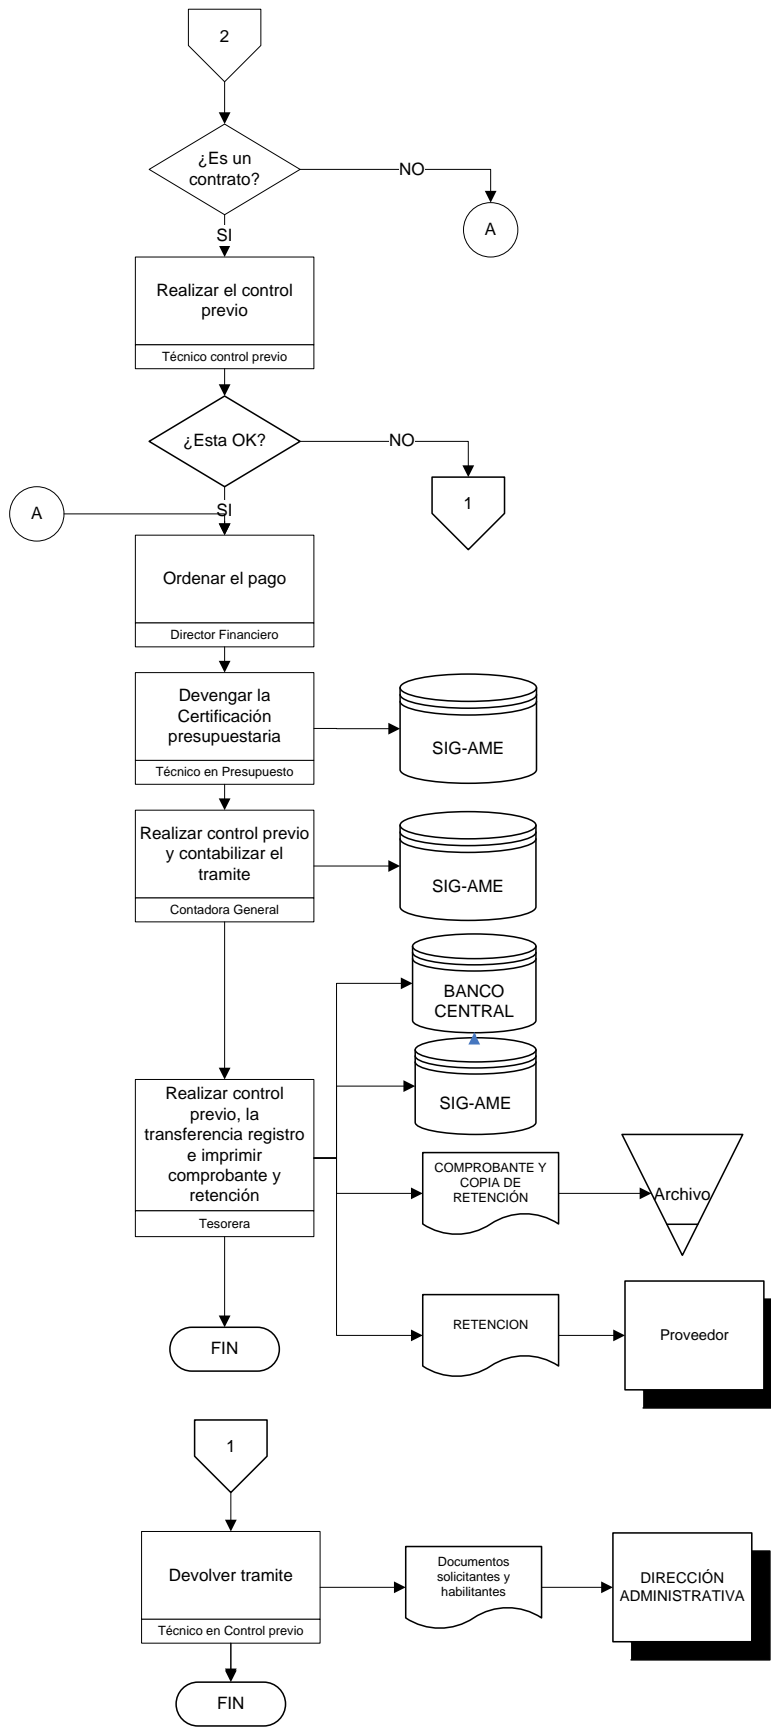 2
¿Es un
contrato?
NO
A
SI
Realizar el control
previo
Técnico control previo
¿Esta OK?
NO
1
A
SI
Ordenar el pago
Director Financiero
Devengar la
Certificación
presupuestaria
Técnico en Presupuesto
SIG-AME
Realizar control previo
y contabilizar el
tramite
Contadora General
SIG-AME
BANCO
CENTRAL
SIG-AME
Realizar control
previo, la
transferencia registro
e imprimir
comprobante y
retención
Tesorera
COMPROBANTE Y
COPIA DE
RETENCIÓN
Archivo
RETENCION
Proveedor
FIN
1
Devolver tramite
Técnico en Control previo
Documentos
solicitantes y
habilitantes
DIRECCIÓN
ADMINISTRATIVA
FIN